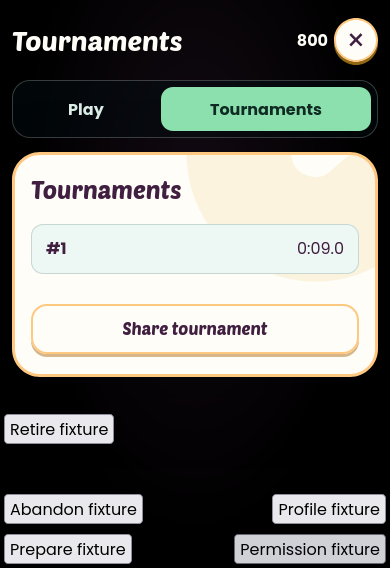 Tournaments
800 ×
Play Tournaments
Tournaments
#1 0:09.0
Share tournament
Retire fixture
Abandon fixture Profile fixture
Prepare fixture Permission fixture